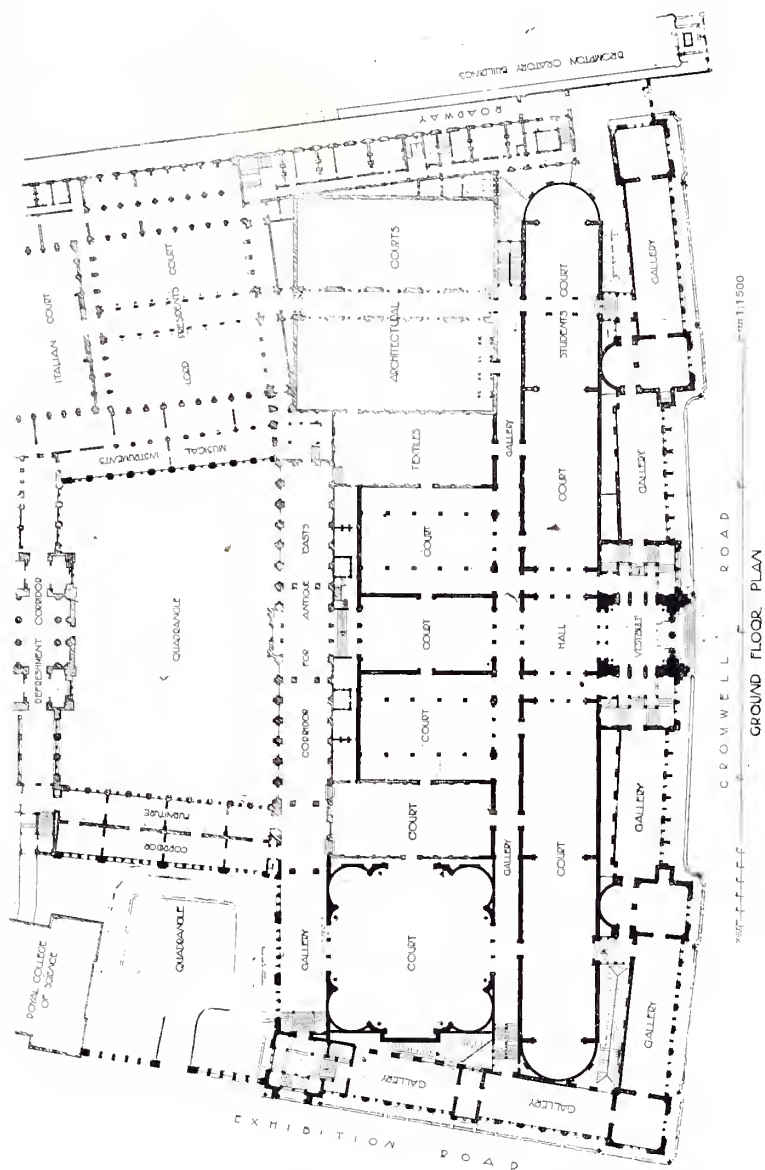 BROMPTON ORATORY BUILDINGS
ROADWAY
ITALIAN COURT
LORD PRESIDENTS COURT
ARCHITECTURAL COURTS
STUDENTS COURT
GALLERY
MUSICAL INSTRUMENTS
TEXTILES
GALLERY
COURT
GALLERY
REFRESHMENT CORRIDOR
QUADRANGLE
CORRIDOR FOR ANTIQUE CASTS
COURT
COURT
COURT
HALL
VESTIBULE
FURNITURE
CORRIDOR
COURT
GALLERY
COURT
GALLERY
ROYAL COLLEGE
OF SCIENCE
QUADRANGLE
GALLERY
COURT
GALLERY
GALLERY
GALLERY
EXHIBITION ROAD
CROMWELL ROAD
1:1500
GROUND FLOOR PLAN